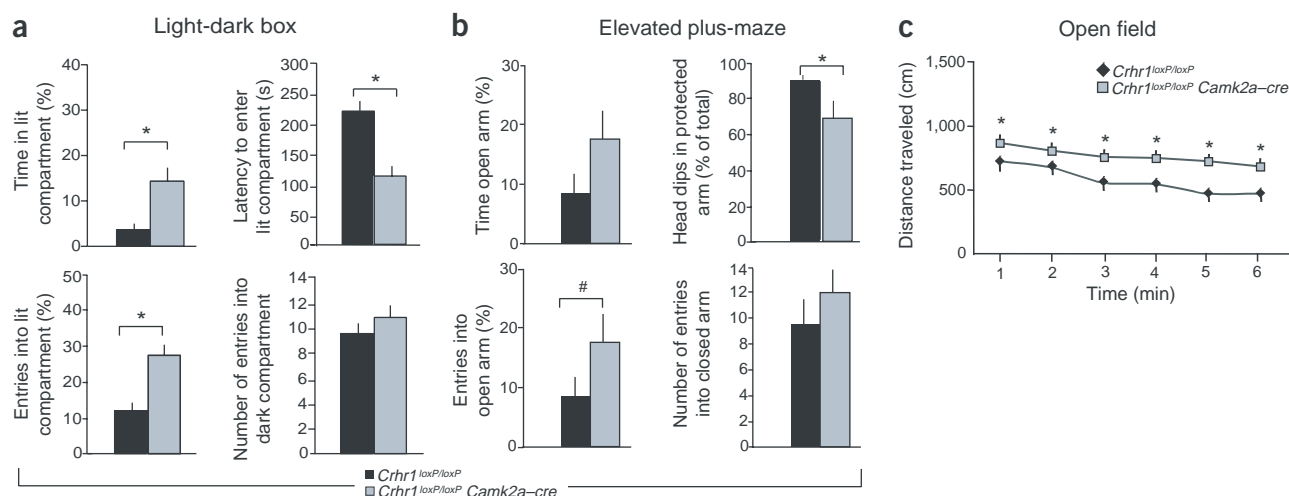 a
Light-dark box
Time in lit
compartment (%)
40
30
20
10
0
*
Latency to enter
lit compartment (s)
300
250
200
150
100
50
0
*
Entries into lit
compartment (%)
50
40
30
20
10
0
*
Number of entries into
dark compartment
14
12
10
8
6
4
2
0
b
Elevated plus-maze
Time open arm (%)
30
20
10
0
Head dips in protected
arm (% of total)
100
80
60
40
20
0
*
Entries into
open arm (%)
30
20
10
0
#
Number of entries
into closed arm
14
12
10
8
6
4
2
0
Crhr1loxP/loxP
Crhr1loxP/loxP Camk2a–cre
c
Open field
Crhr1loxP/loxP
Crhr1loxP/loxP Camk2a–cre
Distance traveled (cm)
1,500
1,000
500
0
* * * * * *
1 2 3 4 5 6
Time (min)